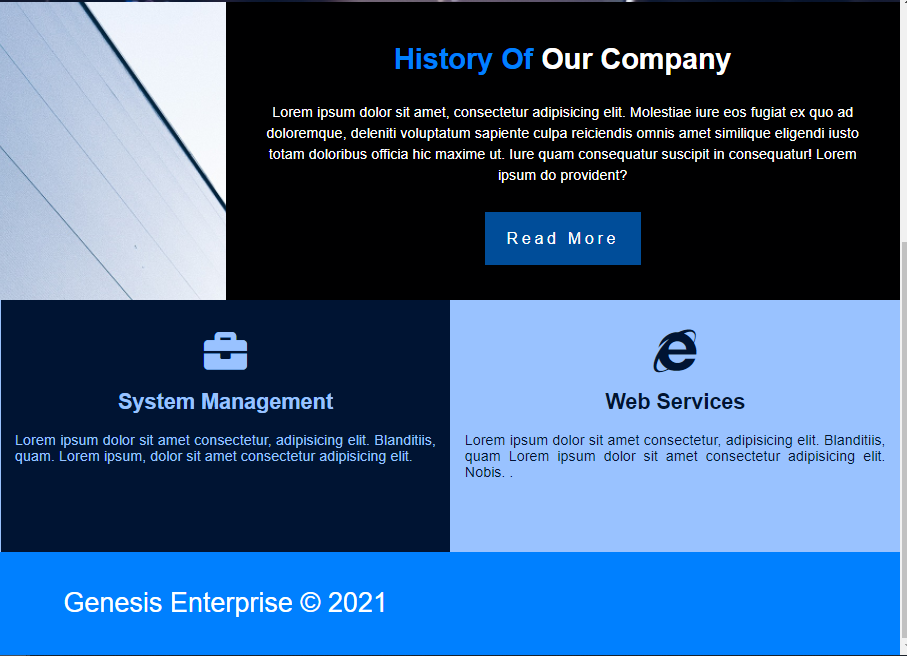 History Of Our Company
Lorem ipsum dolor sit amet, consectetur adipisicing elit. Molestiae iure eos fugiat ex quo ad
doloremque, deleniti voluptatum sapiente culpa reiciendis omnis amet similique eligendi iusto
totam doloribus officia hic maxime ut. Iure quam consequatur suscipit in consequatur! Lorem
ipsum do provident?
Read More
System Management
Lorem ipsum dolor sit amet consectetur, adipisicing elit. Blanditiis,
quam. Lorem ipsum, dolor sit amet consectetur adipisicing elit.
Web Services
Lorem ipsum dolor sit amet consectetur, adipisicing elit. Blanditiis,
quam Lorem ipsum dolor sit amet consectetur adipisicing elit.
Nobis. .
Genesis Enterprise © 2021